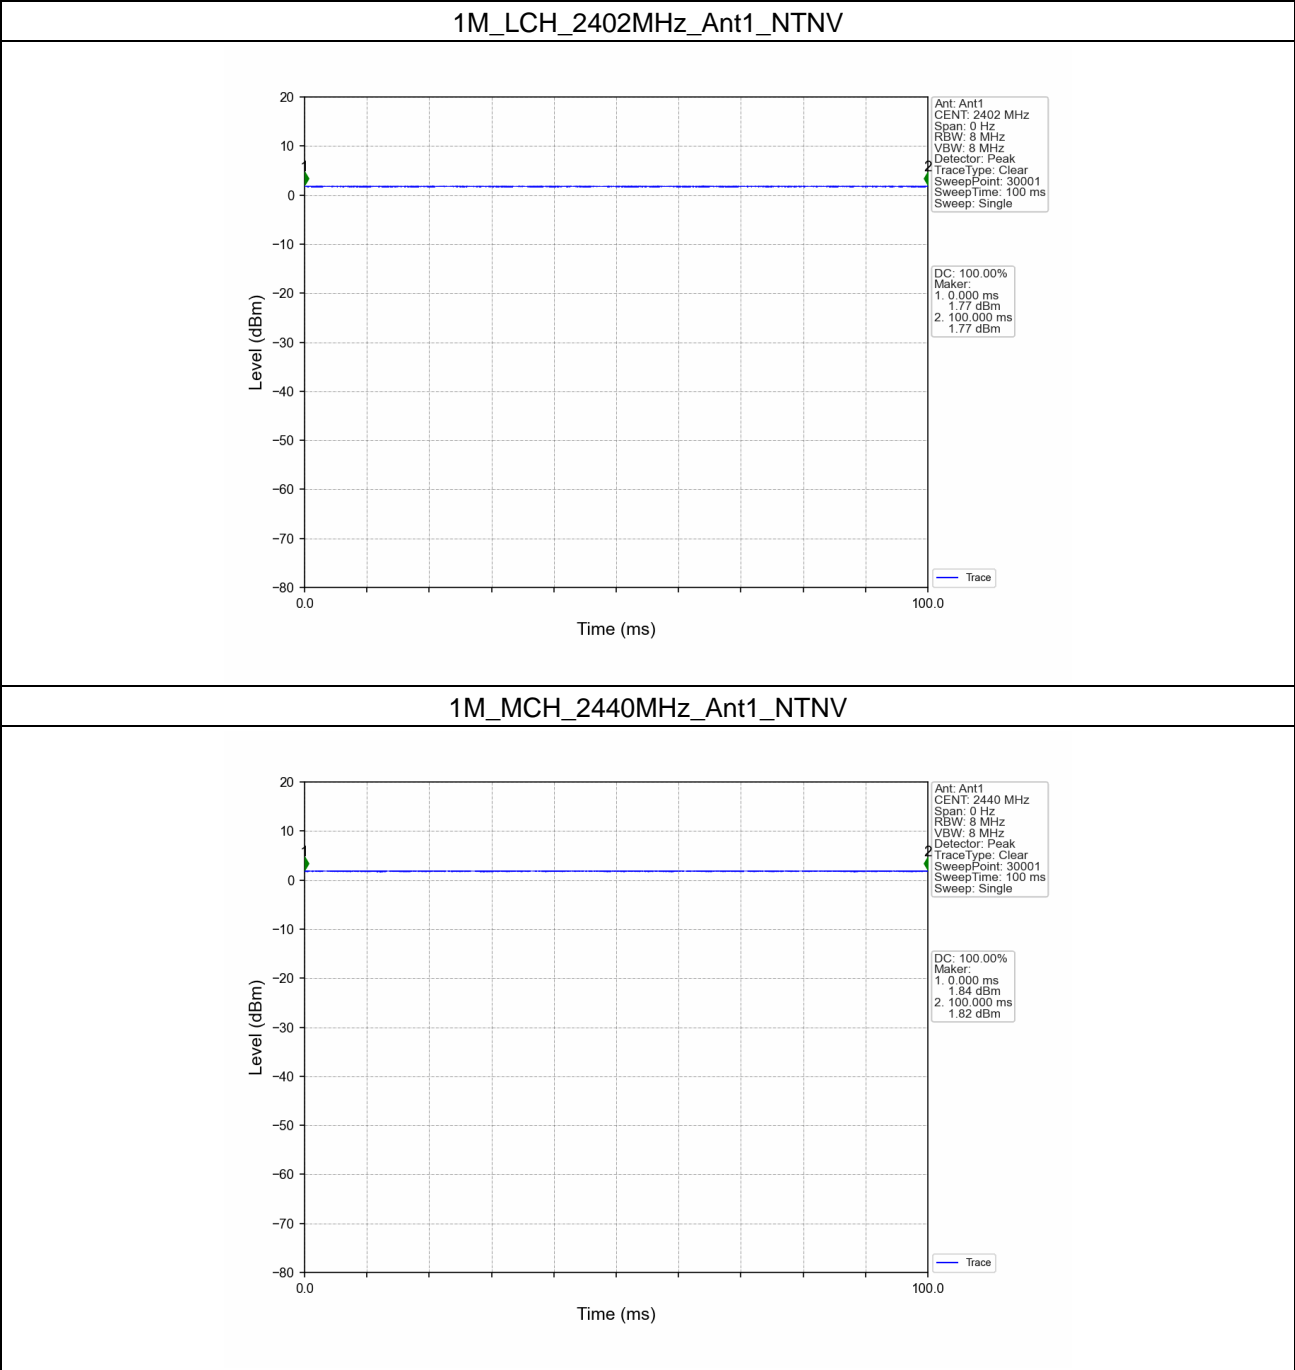 1M_LCH_2402MHz_Ant1_NTNV
20
10
0
−10
−20
−30
−40
−50
−60
−70
−80
Level (dBm)
1
2
0.0
100.0
Time (ms)
Ant: Ant1
CENT: 2402 MHz
Span: 0 Hz
RBW: 8 MHz
VBW: 8 MHz
Detector: Peak
TraceType: Clear
SweepPoint: 30001
SweepTime: 100 ms
Sweep: Single
DC: 100.00%
Maker:
1. 0.000 ms
1.77 dBm
2. 100.000 ms
1.77 dBm
Trace
1M_MCH_2440MHz_Ant1_NTNV
20
10
0
−10
−20
−30
−40
−50
−60
−70
−80
Level (dBm)
1
2
0.0
100.0
Time (ms)
Ant: Ant1
CENT: 2440 MHz
Span: 0 Hz
RBW: 8 MHz
VBW: 8 MHz
Detector: Peak
TraceType: Clear
SweepPoint: 30001
SweepTime: 100 ms
Sweep: Single
DC: 100.00%
Maker:
1. 0.000 ms
1.84 dBm
2. 100.000 ms
1.82 dBm
Trace